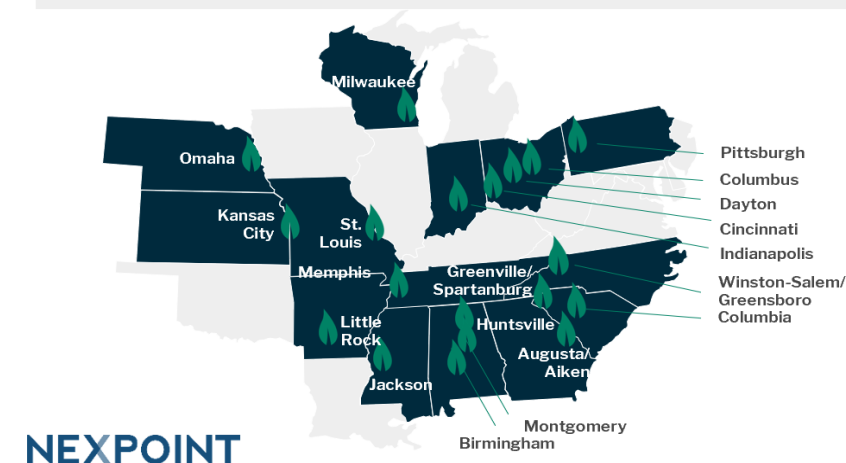 Milwaukee
Omaha
Kansas
City
St.
Louis
Memphis
Greenville/
Spartanburg
Little
Rock
Huntsville
Augusta/
Aiken
Jackson
Pittsburgh
Columbus
Dayton
Cincinnati
Indianapolis
Winston-Salem/
Greensboro
Columbia
Montgomery
Birmingham
NEXPOINT